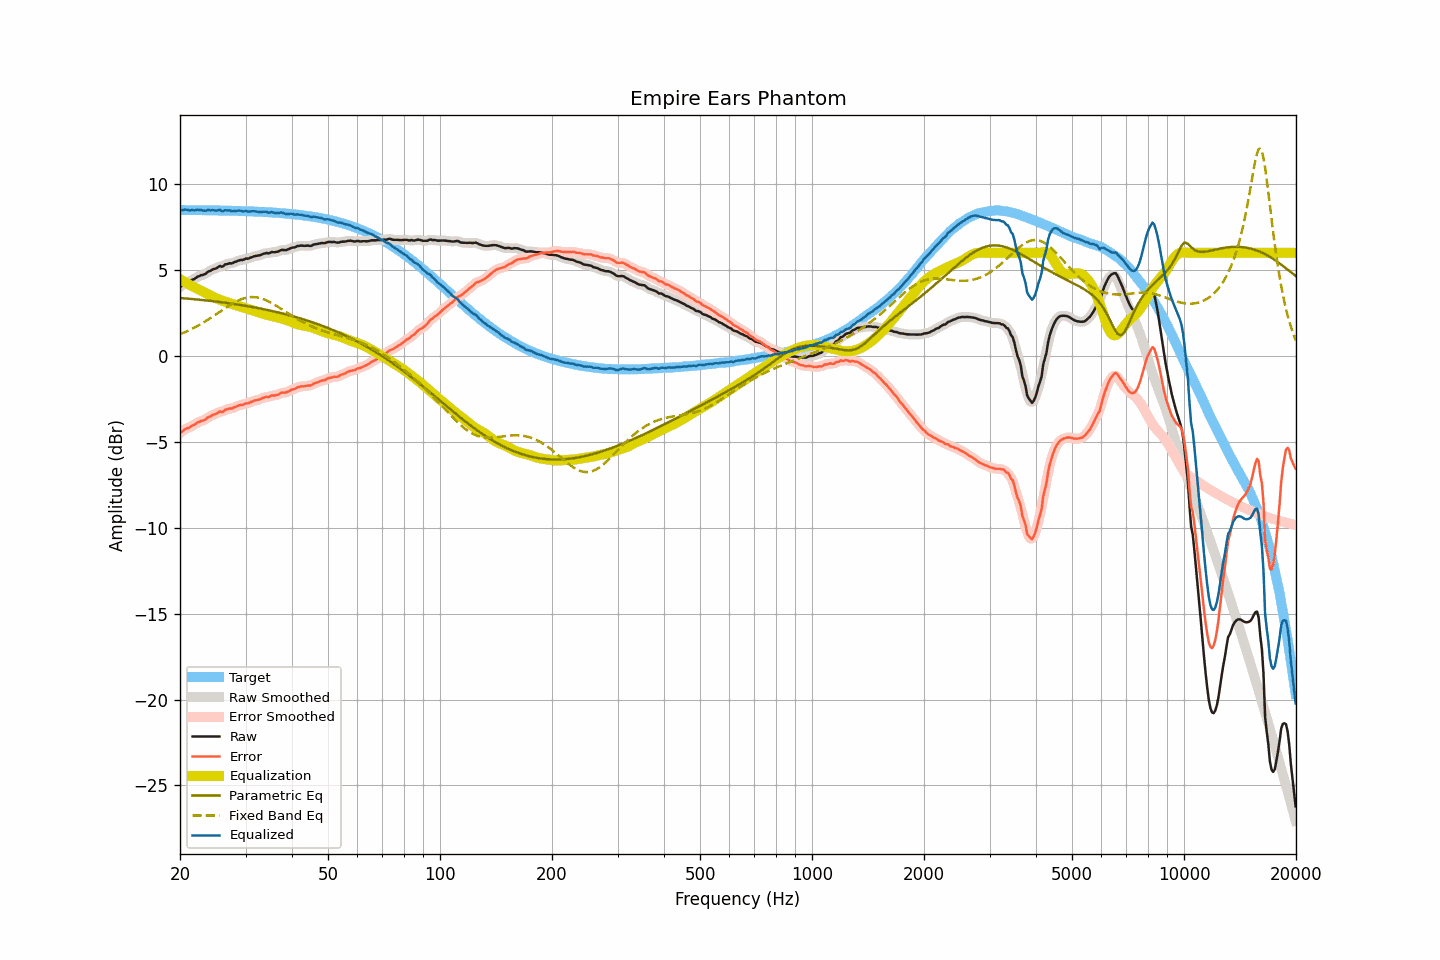 Empire Ears Phantom
Amplitude (dBr)
10
5
0
−5
−10
−15
−20
−25
Target
Raw Smoothed
Error Smoothed
Raw
Error
Equalization
Parametric Eq
Fixed Band Eq
Equalized
20 50 100 200 500 1000 2000 5000 10000 20000
Frequency (Hz)